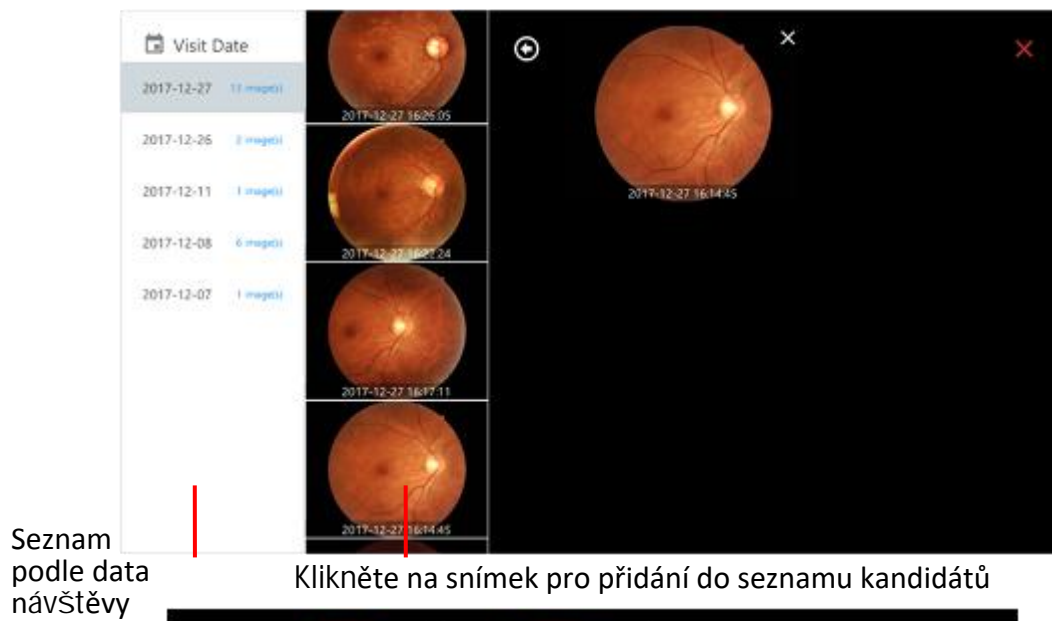 Visit Date
2017-12-27 11 image(s)
2017-12-26 2 image(s)
2017-12-11 1 image(s)
2017-12-08 6 image(s)
2017-12-07 1 image(s)
2017-12-27 16:26:05
2017-12-27 16:22:24
2017-12-27 16:17:11
2017-12-27 16:14:45
2017-12-27 16:14:45
Seznam
podle data
návštěvy
Klikněte na snímek pro přidání do seznamu kandidátů